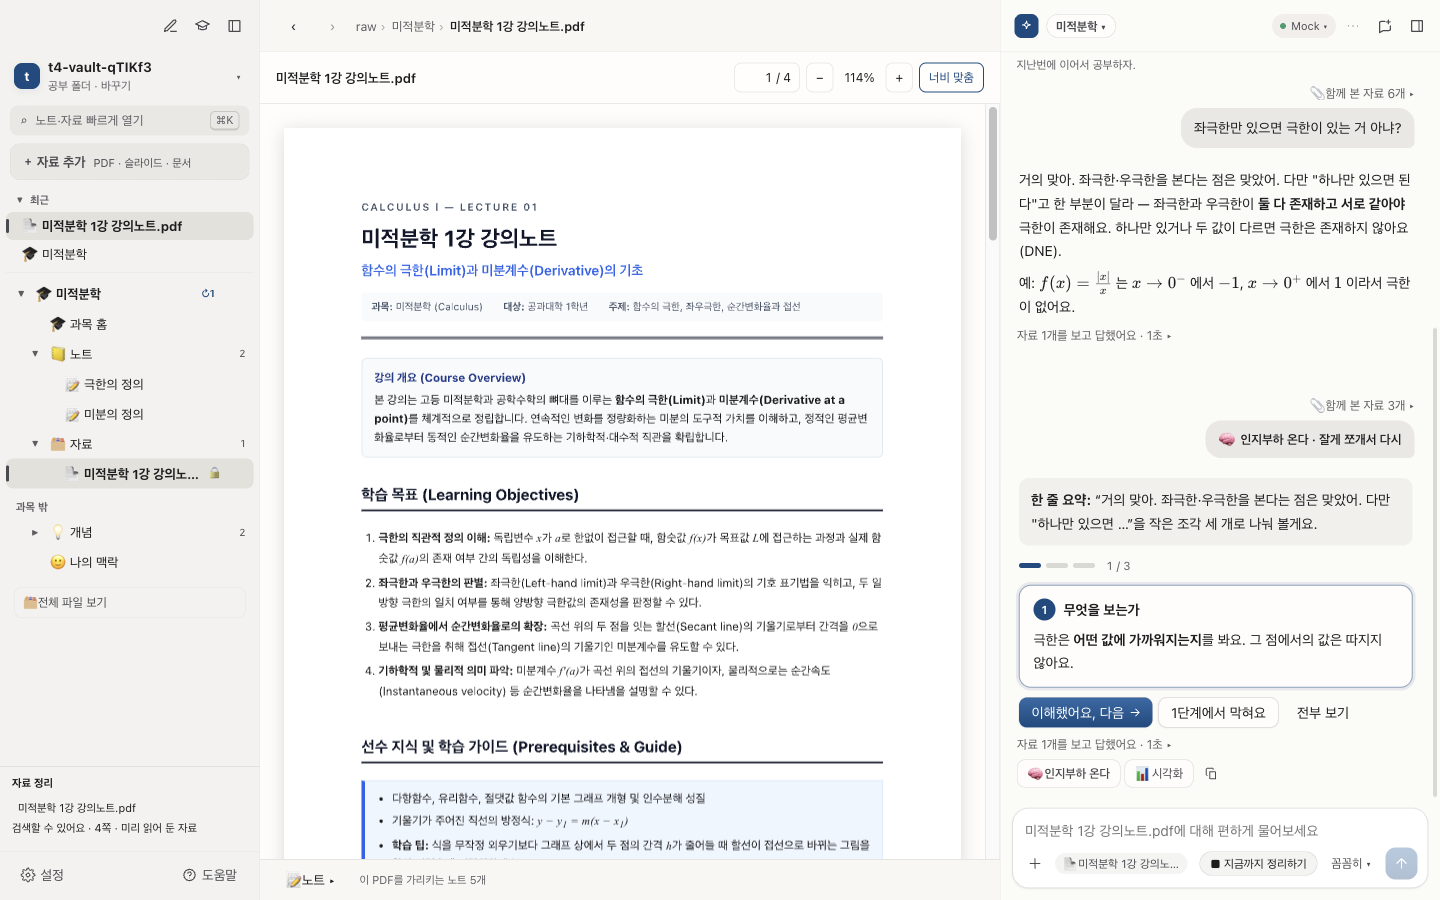 t4-vault-qTIKf3
공부 폴더 · 바꾸기
노트·자료 빠르게 열기 ⌘K
+ 자료 추가 PDF · 슬라이드 · 문서
최근
미적분학 1강 강의노트.pdf
미적분학
미적분학 1
과목 홈
노트 2
극한의 정의
미분의 정의
자료 1
미적분학 1강 강의노...
과목 밖
개념 2
나의 맥락
전체 파일 보기
자료 정리
미적분학 1강 강의노트.pdf
검색할 수 있어요 · 4쪽 · 미리 읽어 둔 자료
설정 도움말
raw › 미적분학 › 미적분학 1강 강의노트.pdf
미적분학 1강 강의노트.pdf 1 / 4 − 114% + 너비 맞춤
CALCULUS I — LECTURE 01
미적분학 1강 강의노트
함수의 극한(Limit)과 미분계수(Derivative)의 기초
과목: 미적분학 (Calculus) 대상: 공과대학 1학년 주제: 함수의 극한, 좌우극한, 순간변화율과 접선
강의 개요 (Course Overview)
본 강의는 고등 미적분학과 공학수학의 뼈대를 이루는 함수의 극한(Limit)과 미분계수(Derivative at a
point)를 체계적으로 정립합니다. 연속적인 변화를 정량화하는 미분의 도구적 가치를 이해하고, 정적인 평균변
화율로부터 동적인 순간변화율을 유도하는 기하학적·대수적 직관을 확립합니다.
학습 목표 (Learning Objectives)
1. 극한의 직관적 정의 이해: 독립변수 x가 a로 한없이 접근할 때, 함숫값 f(x)가 목표값 L에 접근하는 과정과 실제 함
숫값 f(a)의 존재 여부 간의 독립성을 이해한다.
2. 좌극한과 우극한의 판별: 좌극한(Left-hand limit)과 우극한(Right-hand limit)의 기호 표기법을 익히고, 두 일
방향 극한의 일치 여부를 통해 양방향 극한값의 존재성을 판정할 수 있다.
3. 평균변화율에서 순간변화율로의 확장: 곡선 위의 두 점을 잇는 할선(Secant line)의 기울기로부터 간격을 0으로
보내는 극한을 취해 접선(Tangent line)의 기울기인 미분계수를 유도할 수 있다.
4. 기하학적 및 물리적 의미 파악: 미분계수 f'(a)가 곡선 위의 접선의 기울기이자, 물리적으로는 순간속도
(Instantaneous velocity) 등 순간변화율을 나타냄을 설명할 수 있다.
선수 지식 및 학습 가이드 (Prerequisites & Guide)
• 다항함수, 유리함수, 절댓값 함수의 기본 그래프 개형 및 인수분해 성질
• 기울기가 주어진 직선의 방정식: y − y₁ = m(x − x₁)
• 학습 팁: 식을 무작정 외우기보다 그래프 상에서 두 점의 간격 h가 줄어들 때 할선이 접선으로 바뀌는 그림을
노트 이 PDF를 가리키는 노트 5개
미적분학 Mock
지난번에 이어서 공부하자.
함께 본 자료 6개
좌극한만 있으면 극한이 있는 거 아냐?
거의 맞아. 좌극한·우극한을 본다는 점은 맞았어. 다만 "하나만 있으면 된
다"고 한 부분이 달라 — 좌극한과 우극한이 둘 다 존재하고 서로 같아야
극한이 존재해요. 하나만 있거나 두 값이 다르면 극한은 존재하지 않아요
(DNE).
예: f(x) = |x|/x 는 x → 0⁻ 에서 −1, x → 0⁺ 에서 1 이라서 극한
이 없어요.
자료 1개를 보고 답했어요 · 1초
함께 본 자료 3개
인지부하 온다 · 잘게 쪼개서 다시
한 줄 요약: “거의 맞아. 좌극한·우극한을 본다는 점은 맞았어. 다만
"하나만 있으면 …”을 작은 조각 세 개로 나눠 볼게요.
1 / 3
1 무엇을 보는가
극한은 어떤 값에 가까워지는지를 봐요. 그 점에서의 값은 따지지
않아요.
이해했어요, 다음 → 1단계에서 막혀요 전부 보기
자료 1개를 보고 답했어요 · 1초
인지부하 온다 시각화
미적분학 1강 강의노트.pdf에 대해 편하게 물어보세요
미적분학 1강 강의노... 지금까지 정리하기 꼼꼼히